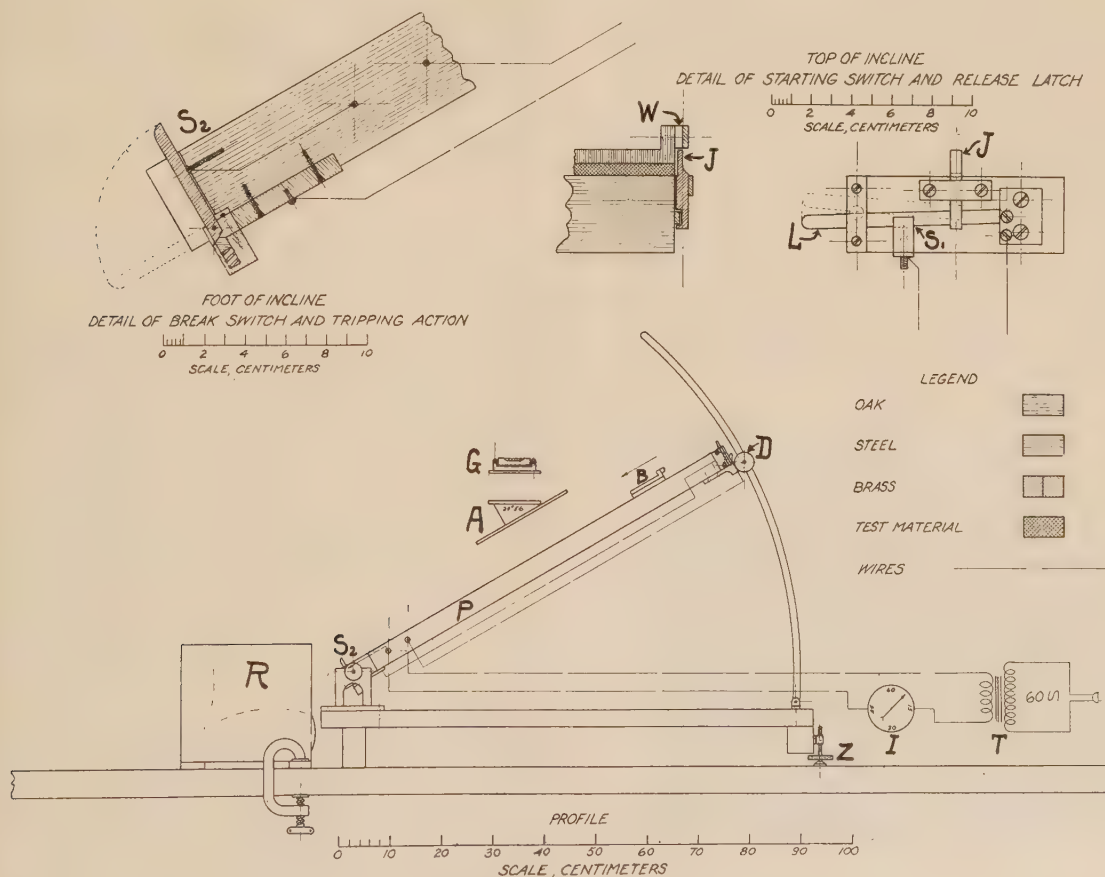 S2
FOOT OF INCLINE
DETAIL OF BREAK SWITCH AND TRIPPING ACTION
0 2 4 6 8 10
SCALE, CENTIMETERS
W
J
TOP OF INCLINE
DETAIL OF STARTING SWITCH AND RELEASE LATCH
0 2 4 6 8 10
SCALE, CENTIMETERS
J
L
S1
LEGEND
OAK
STEEL
BRASS
TEST MATERIAL
WIRES
G
A
B
D
P
S2
R
60
20
I
T
60
Z
PROFILE
0 10 20 30 40 50 60 70 80 90 100
SCALE, CENTIMETERS